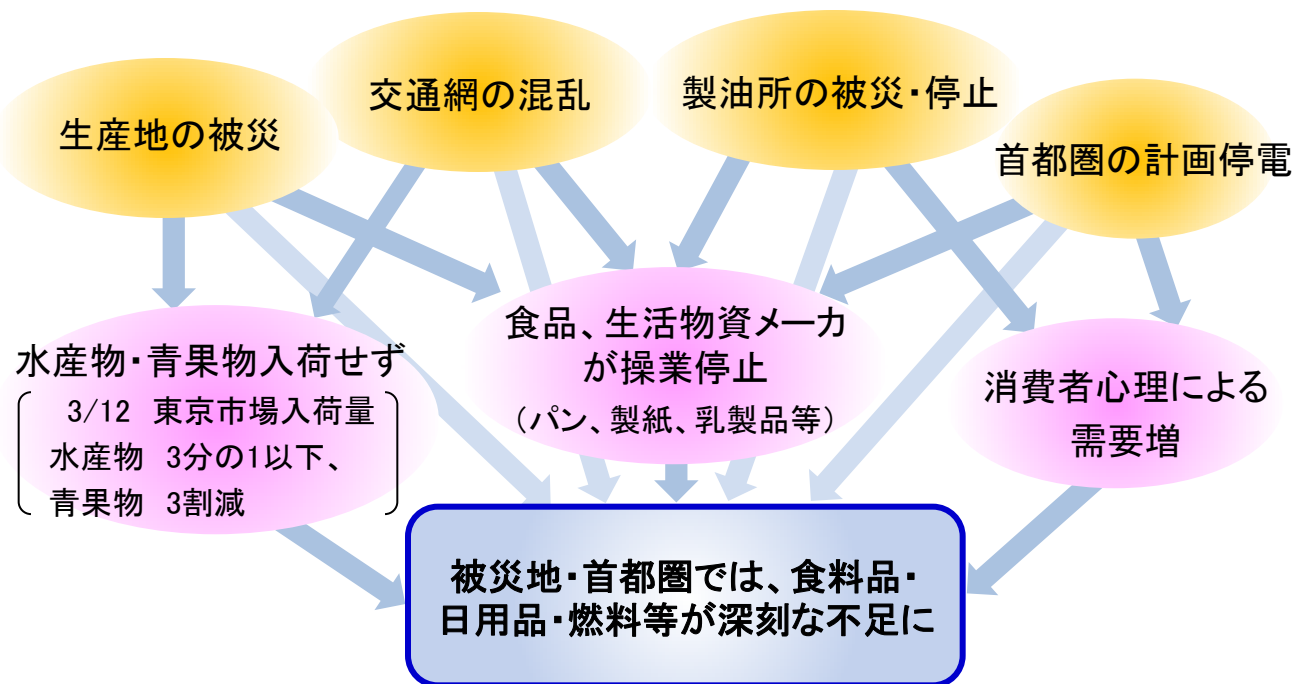 生産地の被災
交通網の混乱
製油所の被災・停止
首都圏の計画停電
水産物・青果物入荷せず
3/12 東京市場入荷量
水産物 3分の1以下、
青果物 3割減
食品、生活物資メーカ
が操業停止
（パン、製紙、乳製品等）
消費者心理による
需要増
被災地・首都圏では、食料品・
日用品・燃料等が深刻な不足に